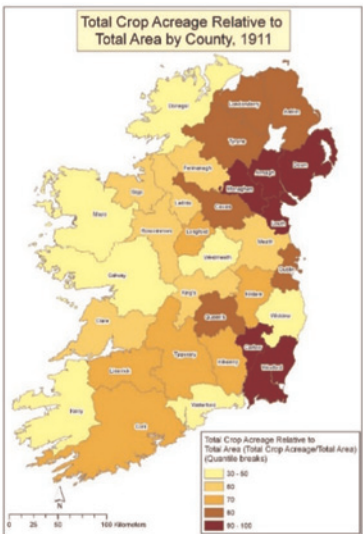 Total Crop Acreage Relative to
Total Area by County, 1911
Donegal
Londonderry
Antrim
Tyrone
Fermanagh
Armagh
Down
Monaghan
Sligo
Leitrim
Cavan
Louth
Mayo
Roscommon
Longford
Meath
Westmeath
Galway
Dublin
King's
Kildare
Queen's
Wicklow
Clare
Carlow
Tipperary
Kilkenny
Wexford
Limerick
Kerry
Waterford
Cork
N
0 25 50 100 Kilometers
Total Crop Acreage Relative to
Total Area (Total Crop Acreage/Total Area)
(Quantile breaks)
60
70
80
90 - 100